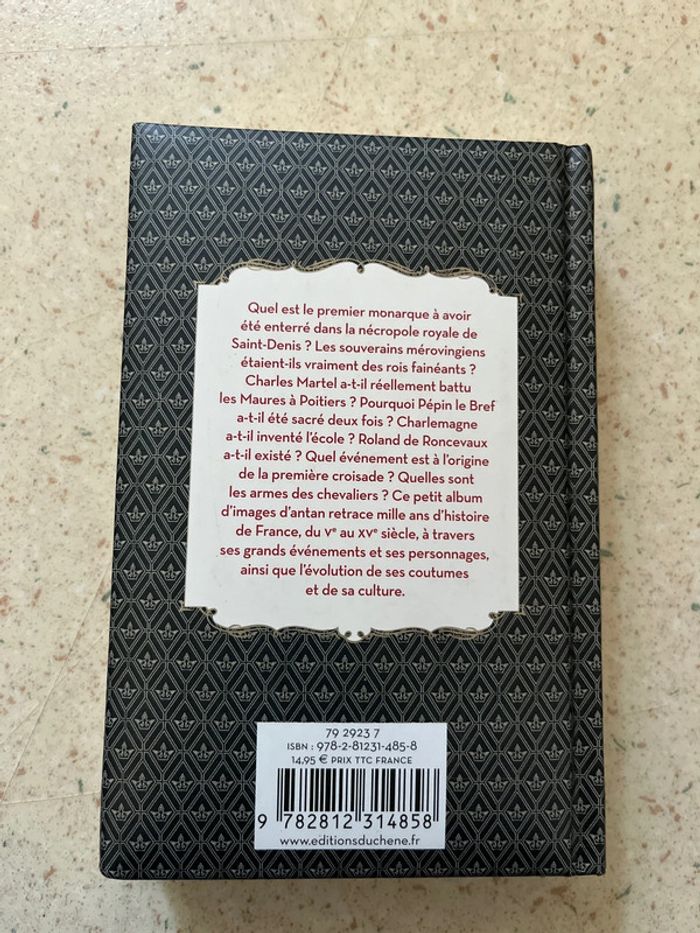 Quel est le premier monarque à avoir
été enterré dans la nécropole royale de
Saint-Denis ? Les souverains mérovingiens
étaient-ils vraiment des rois fainéants ?
Charles Martel a-t-il réellement battu
les Maures à Poitiers ? Pourquoi Pépin le Bref
a-t-il été sacré deux fois ? Charlemagne
a-t-il inventé l'école ? Roland de Roncevaux
a-t-il existé ? Quel événement est à l'origine
de la première croisade ? Quelles sont
les armes des chevaliers ? Ce petit album
d'images d'antan retrace mille ans d'histoire
de France, du Vᵉ au XVᵉ siècle, à travers
ses grands événements et ses personnages,
ainsi que l'évolution de ses coutumes
et de sa culture.
79 2923 7
ISBN : 978-2-81231-485-8
14,95 € PRIX TTC FRANCE
9 782812 314858
www.editionsduchene.fr